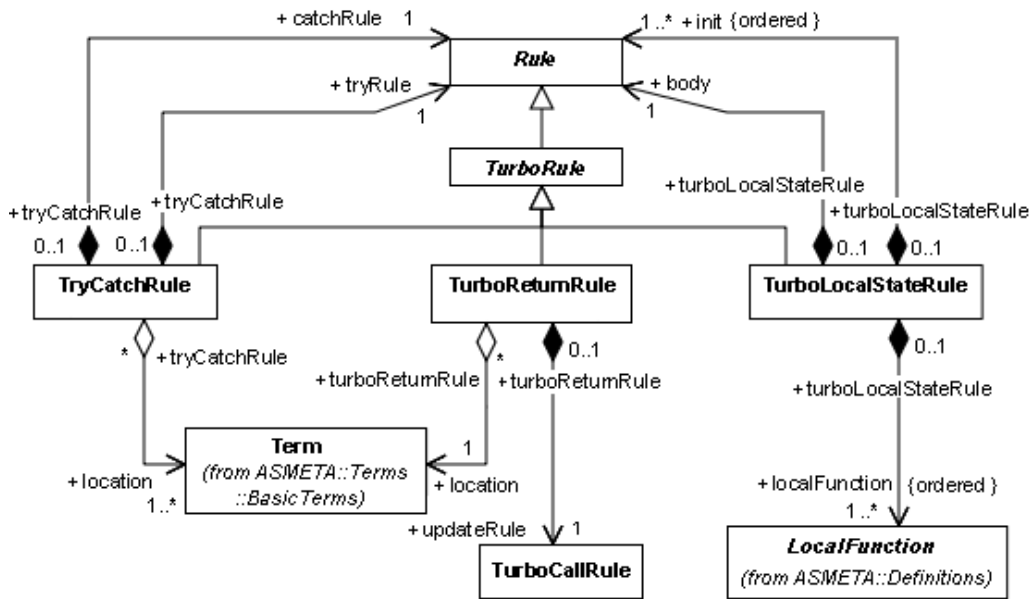 + catchRule 1
1..* + init {ordered }
Rule
+ tryRule
+ body
1
1
TurboRule
+tryCatchRule
+turboLocalStateRule
+tryCatchRule
+turboLocalStateRule
0..1
0..1
0..1
0..1
TryCatchRule
TurboReturnRule
TurboLocalStateRule
*
+tryCatchRule
*
0..1
0..1
+turboReturnRule
+turboReturnRule
+turboLocalStateRule
Term
(from ASMETA::Terms
::BasicTerms)
1
+location
1..*
+ location
+localFunction {ordered }
1..*
+updateRule 1
TurboCallRule
LocalFunction
(from ASMETA::Definitions)